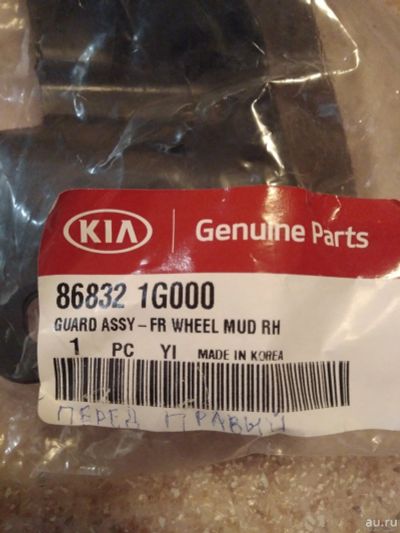 KIA Genuine Parts
86832 1G000
GUARD ASSY-FR WHEEL MUD RH
1 PC YI MADE IN KOREA
ПЕРЕД ПРАВЫЙ
au.ru